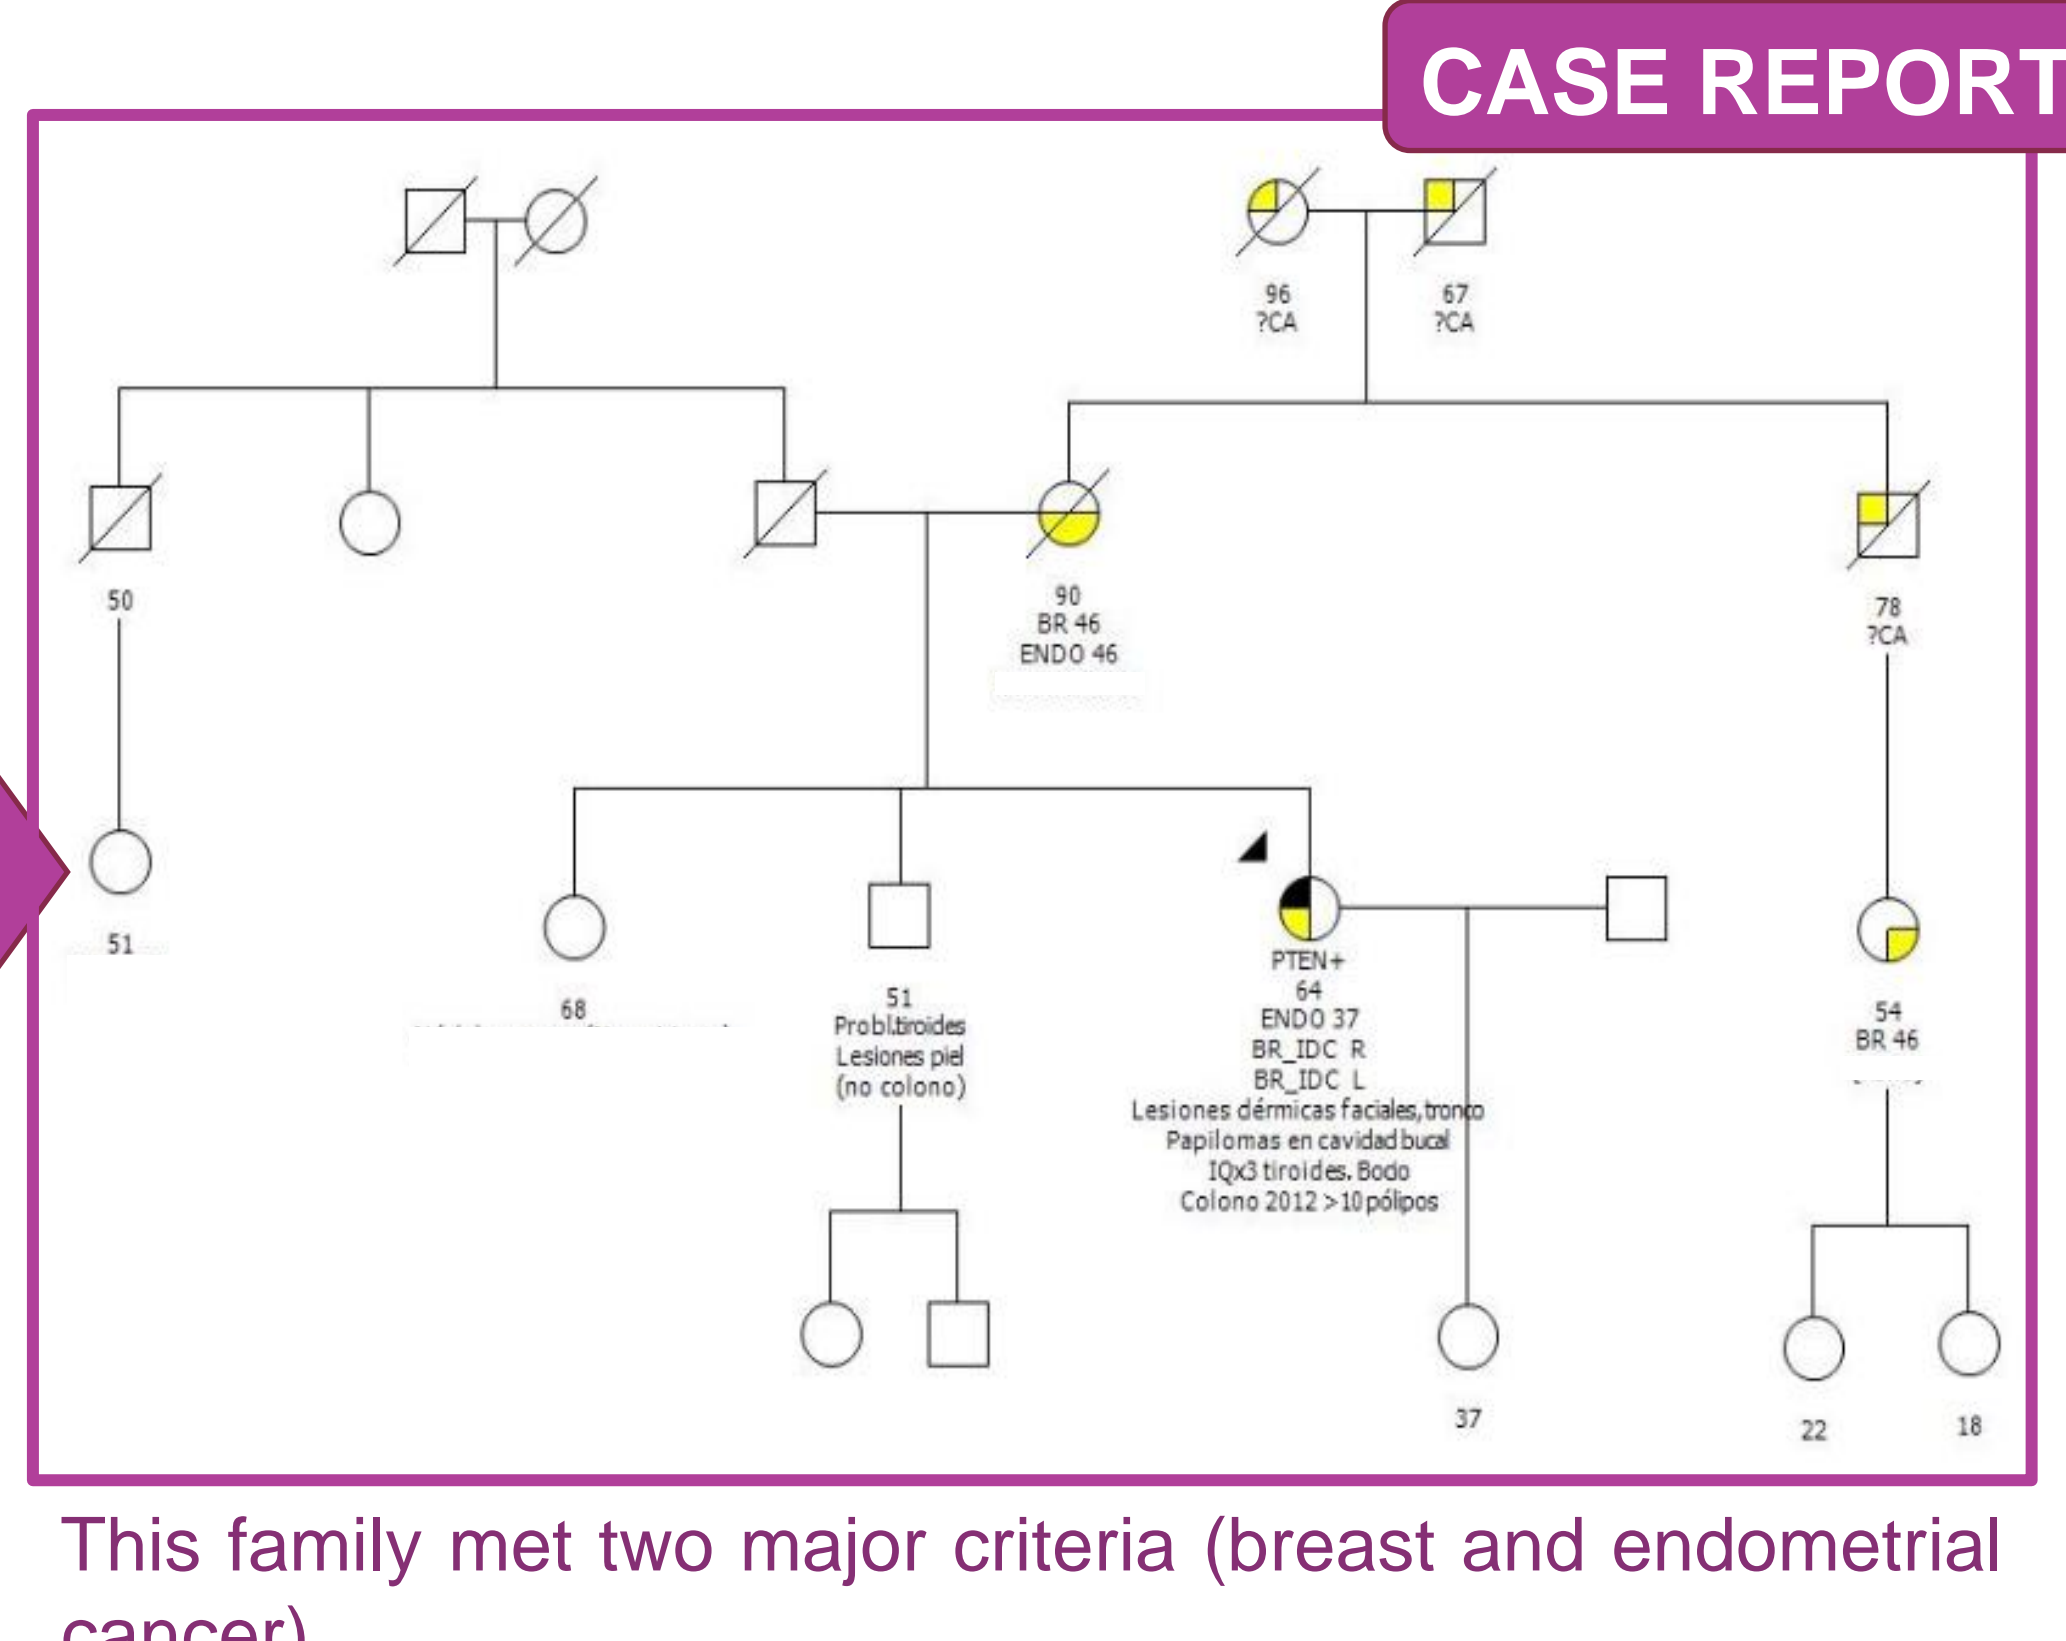 CASE REPORT
96
?CA
67
?CA
50
90
BR 46
ENDO 46
78
?CA
51
68
51
Probl.tiroides
Lesiones piel
(no colono)
PTEN+
64
ENDO 37
BR_IDC R
BR_IDC L
Lesiones dérmicas faciales, tronco
Papilomas en cavidad bucal
IQx3 tiroides. Bocio
Colono 2012 >10 pólipos
54
BR 46
37
22
18
This family met two major criteria (breast and endometrial
cancer)